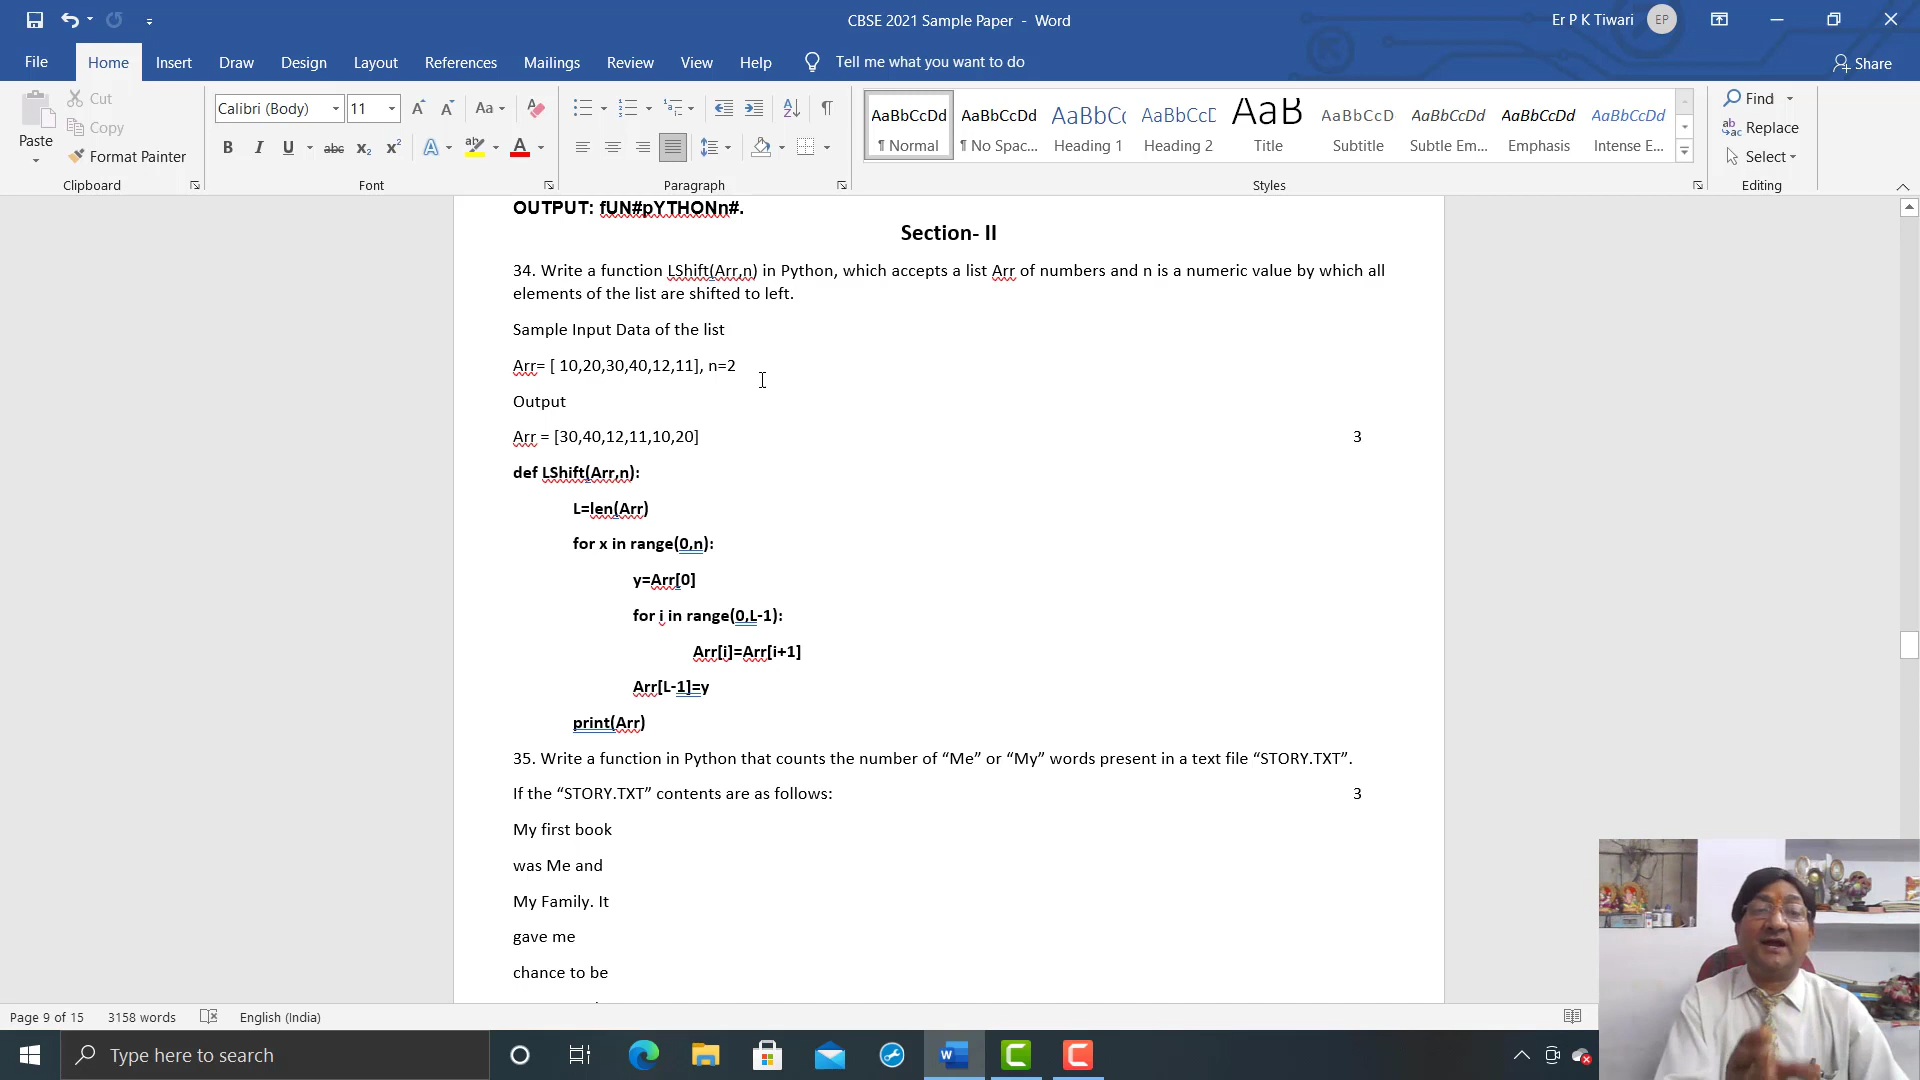 CBSE 2021 Sample Paper - Word
Er P K Tiwari
EP
File Home Insert Draw Design Layout References Mailings Review View Help Tell me what you want to do
Share
Cut
Copy
Format Painter
Paste
Clipboard
Calibri (Body) 11
Font
Paragraph
AaBbCcDd AaBbCcDd AaBbCc AaBbCcD AaB AaBbCcD AaBbCcDd AaBbCcDd AaBbCcDd
¶ Normal ¶ No Spac... Heading 1 Heading 2 Title Subtitle Subtle Em... Emphasis Intense E...
Styles
Find
Replace
Select
Editing
OUTPUT: fUN#pYTHONn#.
Section- II
34. Write a function LShift(Arr,n) in Python, which accepts a list Arr of numbers and n is a numeric value by which all
elements of the list are shifted to left.
Sample Input Data of the list
Arr= [ 10,20,30,40,12,11], n=2
Output
Arr = [30,40,12,11,10,20] 3
def LShift(Arr,n):
L=len(Arr)
for x in range(0,n):
y=Arr[0]
for i in range(0,L-1):
Arr[i]=Arr[i+1]
Arr[L-1]=y
print(Arr)
35. Write a function in Python that counts the number of “Me” or “My” words present in a text file “STORY.TXT”.
If the “STORY.TXT” contents are as follows: 3
My first book
was Me and
My Family. It
gave me
chance to be
Page 9 of 15 3158 words English (India)
Type here to search